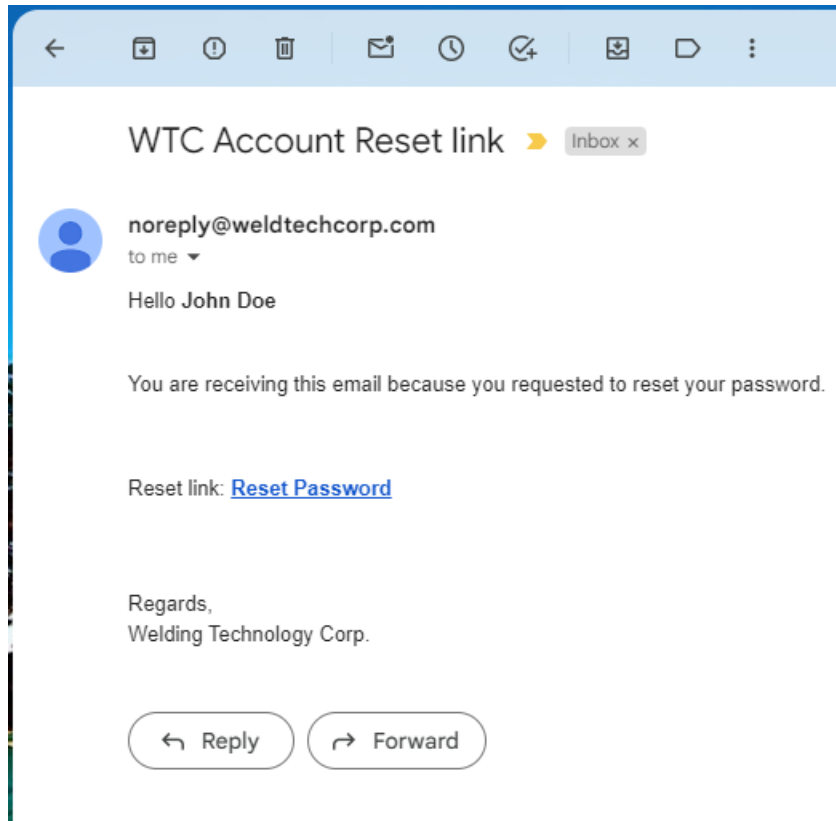 WTC Account Reset link Inbox ×
noreply@weldtechcorp.com
to me
Hello John Doe
You are receiving this email because you requested to reset your password.
Reset link: Reset Password
Regards,
Welding Technology Corp.
Reply Forward